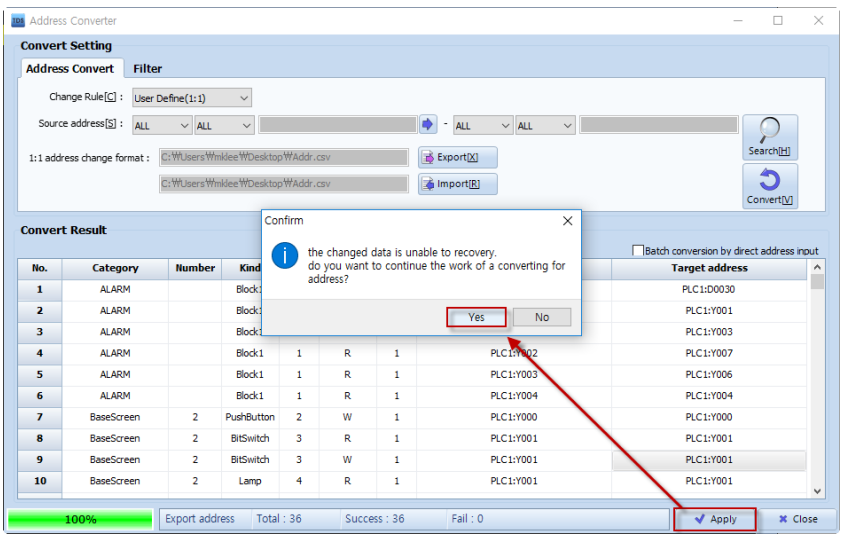 TDS Address Converter
Convert Setting
Address Convert Filter
Change Rule[C] : User Define(1:1)
Source address[S] : ALL ALL - ALL ALL
Search[H]
1:1 address change format : C:₩Users₩mklee₩Desktop₩Addr.csv Export[X]
C:₩Users₩mklee₩Desktop₩Addr.csv Import[R]
Convert[V]
Convert Result
Batch conversion by direct address input
Confirm
the changed data is unable to recovery.
do you want to continue the work of a converting for
address?
Yes No
No. Category Number Kind Target address
1 ALARM Block1 PLC1:D0030
2 ALARM Block1 PLC1:Y001
3 ALARM Block1 PLC1:Y003
4 ALARM Block1 1 R 1 PLC1:Y002 PLC1:Y007
5 ALARM Block1 1 R 1 PLC1:Y003 PLC1:Y006
6 ALARM Block1 1 R 1 PLC1:Y004 PLC1:Y004
7 BaseScreen 2 PushButton 2 W 1 PLC1:Y000 PLC1:Y000
8 BaseScreen 2 BitSwitch 3 R 1 PLC1:Y001 PLC1:Y001
9 BaseScreen 2 BitSwitch 3 W 1 PLC1:Y001 PLC1:Y001
10 BaseScreen 2 Lamp 4 R 1 PLC1:Y001 PLC1:Y001
100% Export address Total : 36 Success : 36 Fail : 0 Apply Close